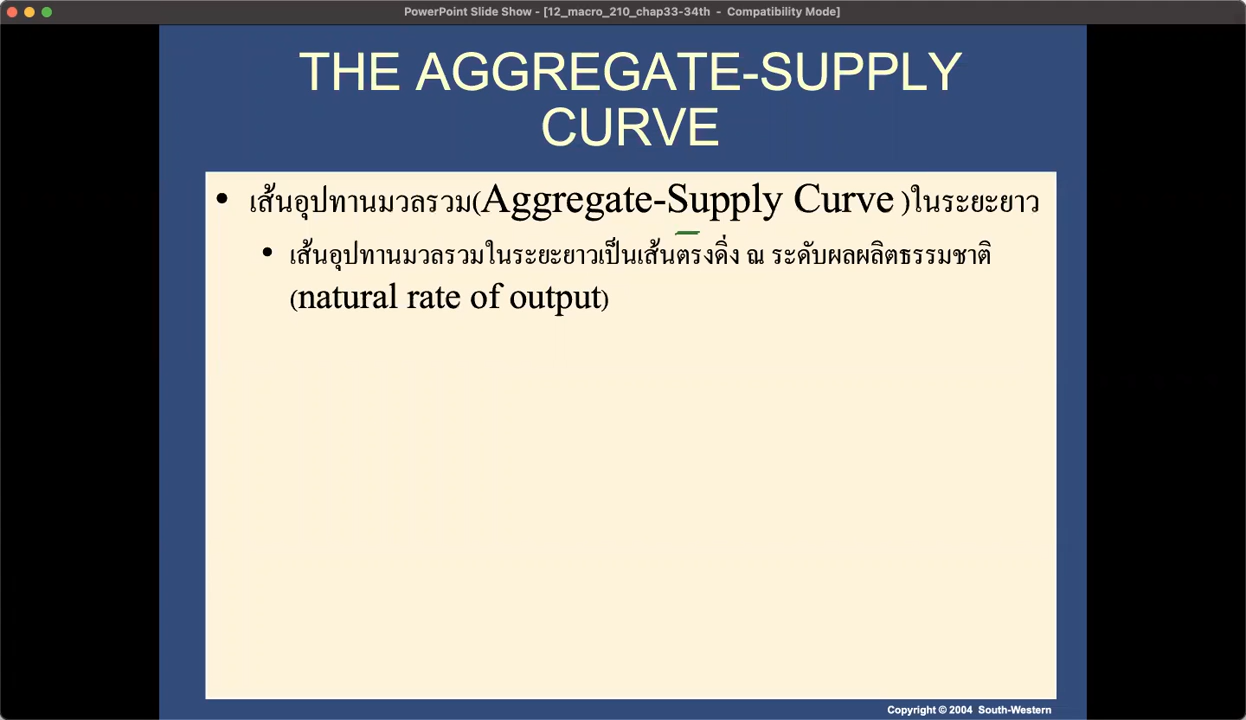 PowerPoint Slide Show - [12_macro_210_chap33-34th - Compatibility Mode]
THE AGGREGATE-SUPPLY
CURVE
• เส้นอุปทานมวลรวม(Aggregate-Supply Curve )ในระยะยาว
• เส้นอุปทานมวลรวมในระยะยาวเป็นเส้นตรงดิ่ง ณ ระดับผลผลิตธรรมชาติ
(natural rate of output)
Copyright © 2004 South-Western